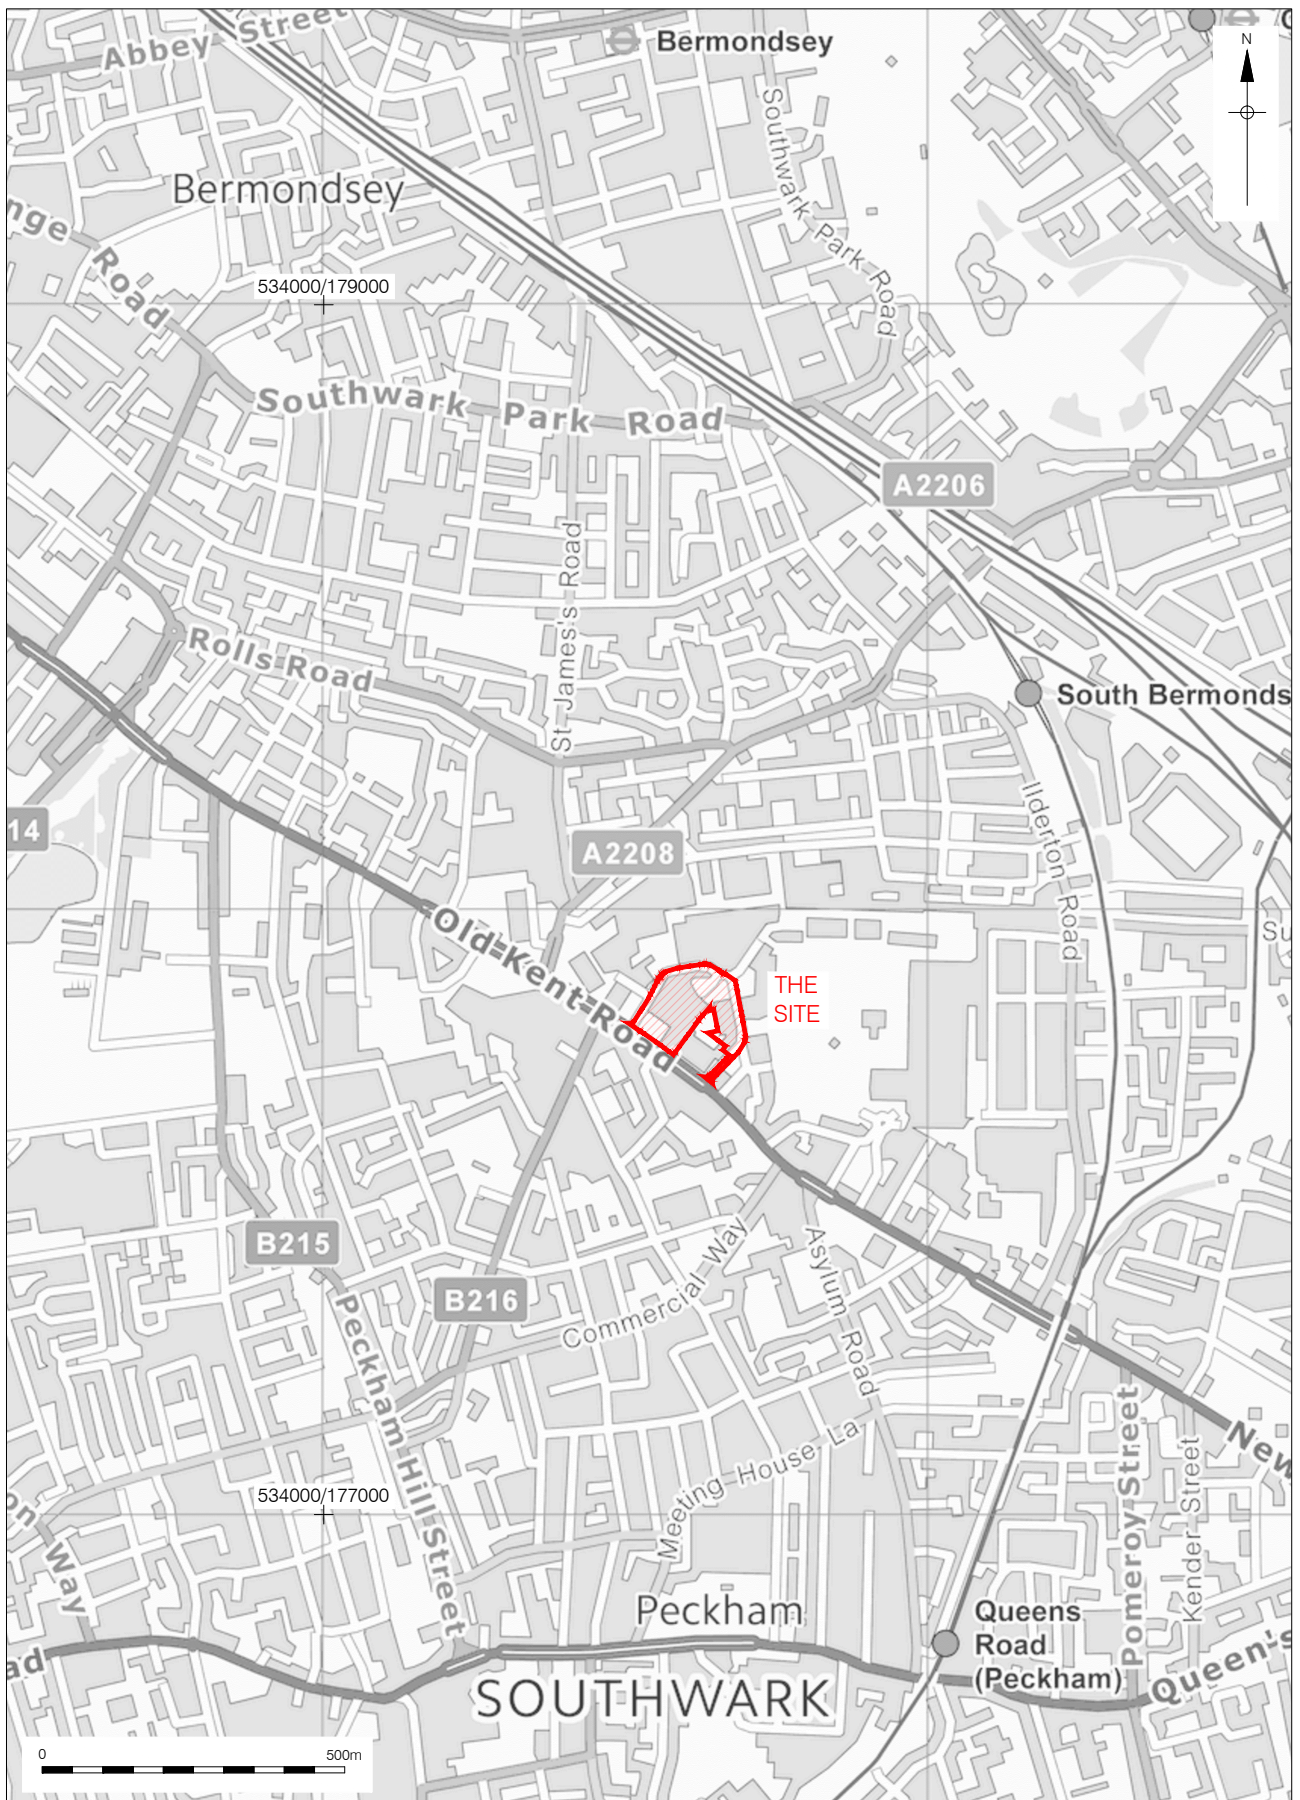 Abbey Street
Bermondsey
N
Southwark Park Road
Bermondsey
nge Road
534000/179000
Southwark Park Road
A2206
St James's Road
Rolls Road
South Bermonds
Ilderton Road
14
A2208
Old Kent Road
Su
THE
SITE
B215
B216
Commercial Way
Asylum Road
Peckham Hill Street
Meeting House La
New
Pomeroy Street
Kender Street
534000/177000
on Way
Peckham
Queens
Road
(Peckham)
ad
Queen's
SOUTHWARK
0 500m